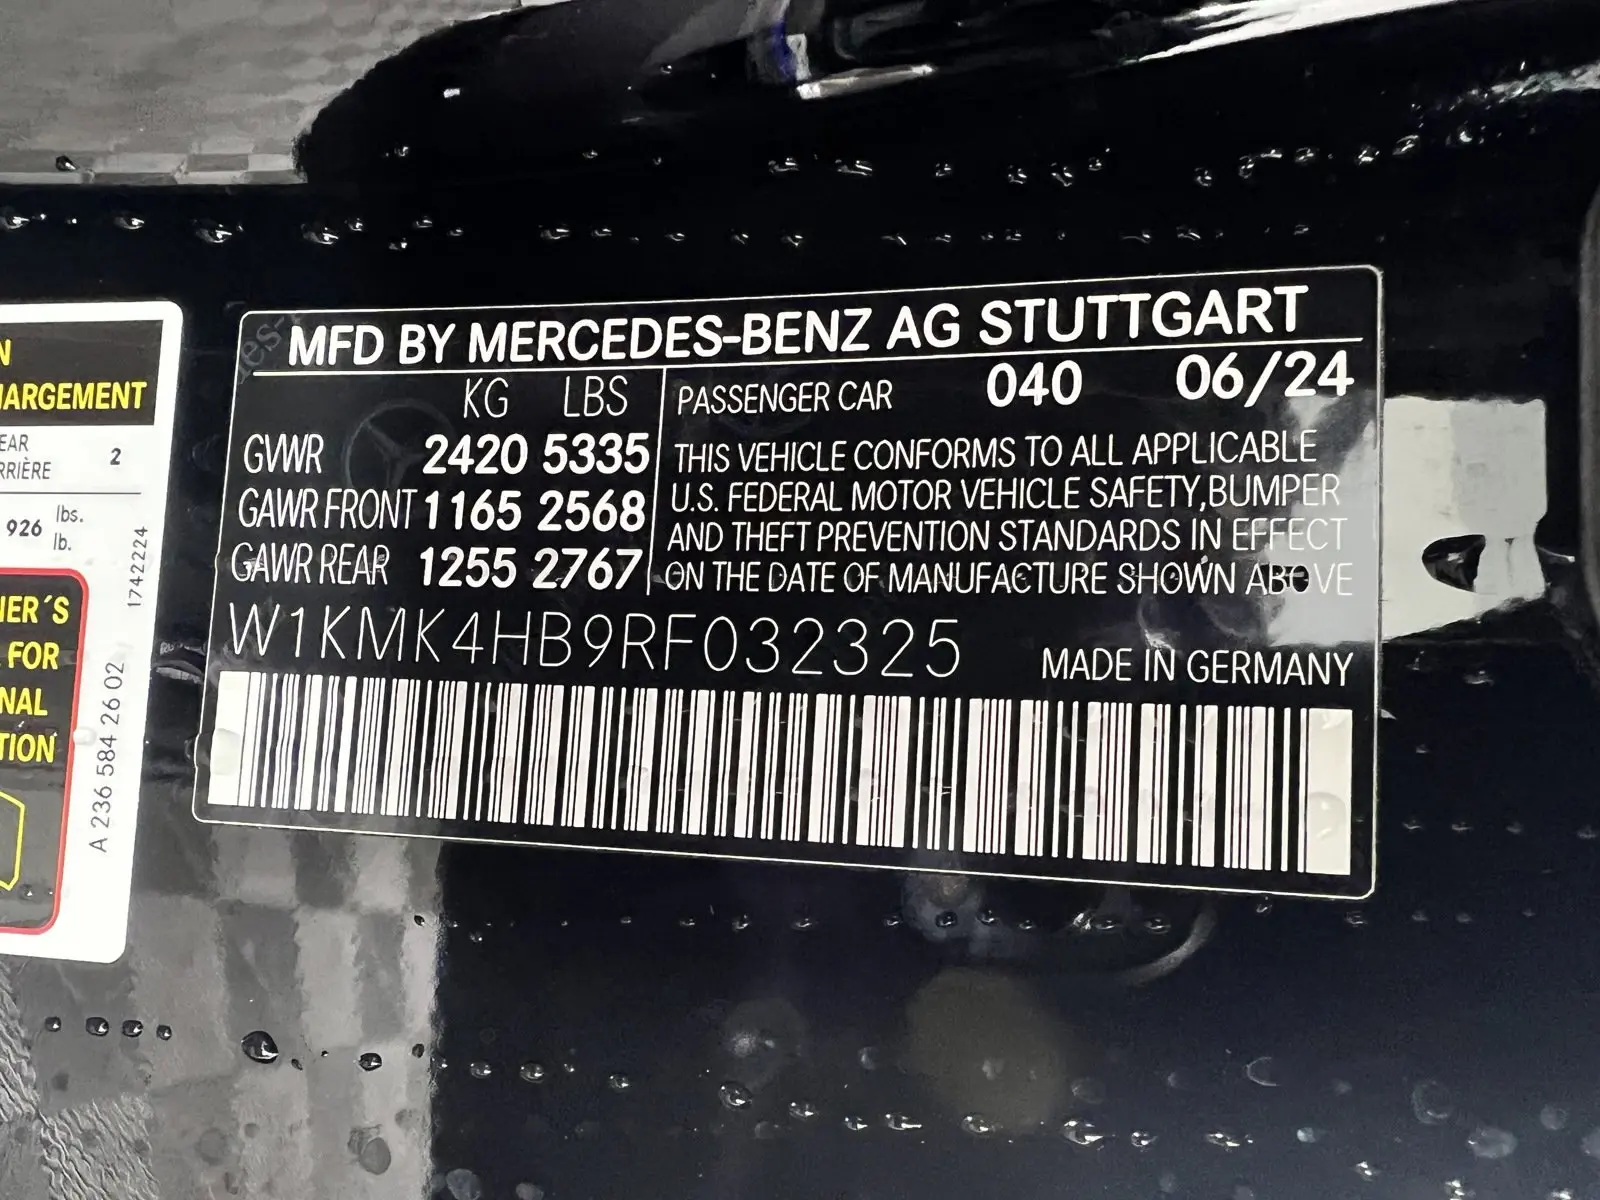 N
HARGEMENT
EAR
RRIÈRE 2
926 lbs.
lb.
1742224
NER´S
FOR
NAL
TION
A 236 584 26 02
MFD BY MERCEDES-BENZ AG STUTTGART
KG LBS
GVWR 2420 5335
GAWR FRONT 1165 2568
GAWR REAR 1255 2767
PASSENGER CAR 040 06/24
THIS VEHICLE CONFORMS TO ALL APPLICABLE
U.S. FEDERAL MOTOR VEHICLE SAFETY,BUMPER
AND THEFT PREVENTION STANDARDS IN EFFECT
ON THE DATE OF MANUFACTURE SHOWN ABOVE
W1KMK4HB9RF032325
MADE IN GERMANY